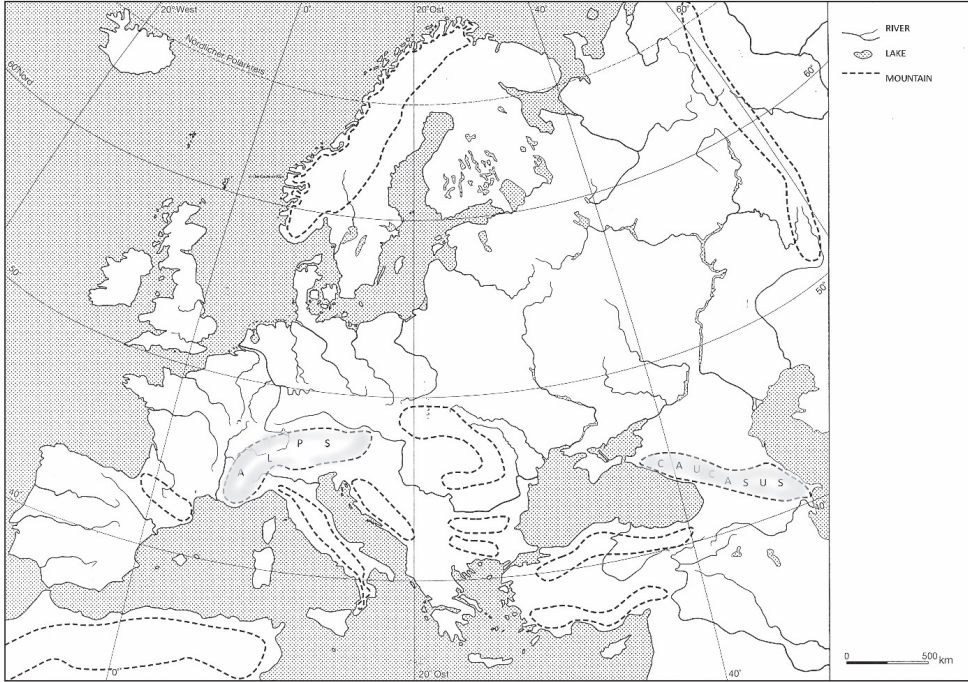 20° West
0°
20° Ost
40°
60°
Nördlicher Polarkreis
60° Nord
60°
50
50°
40°
40
ALPS
CAUCASUS
0°
20° Ost
40°
RIVER
LAKE
MOUNTAIN
0 500 km